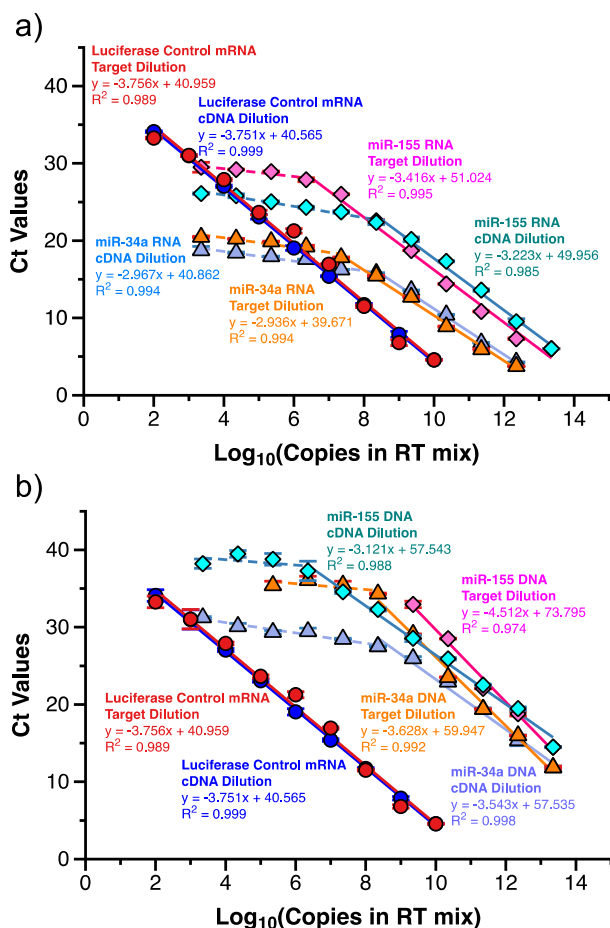 a)
Luciferase Control mRNA
Target Dilution
y = -3.756x + 40.959
R² = 0.989
Luciferase Control mRNA
cDNA Dilution
y = -3.751x + 40.565
R² = 0.999
miR-155 RNA
Target Dilution
y = -3.416x + 51.024
R² = 0.995
miR-155 RNA
cDNA Dilution
y = -3.223x + 49.956
R² = 0.985
miR-34a RNA
cDNA Dilution
y = -2.967x + 40.862
R² = 0.994
miR-34a RNA
Target Dilution
y = -2.936x + 39.671
R² = 0.994
Ct Values
40
30
20
10
0
0 2 4 6 8 10 12 14
Log₁₀(Copies in RT mix)
b)
miR-155 DNA
cDNA Dilution
y = -3.121x + 57.543
R² = 0.988
miR-155 DNA
Target Dilution
y = -4.512x + 73.795
R² = 0.974
Luciferase Control mRNA
Target Dilution
y = -3.756x + 40.959
R² = 0.989
miR-34a DNA
Target Dilution
y = -3.628x + 59.947
R² = 0.992
Luciferase Control mRNA
cDNA Dilution
y = -3.751x + 40.565
R² = 0.999
miR-34a DNA
cDNA Dilution
y = -3.543x + 57.535
R² = 0.998
Ct Values
40
30
20
10
0
0 2 4 6 8 10 12 14
Log₁₀(Copies in RT mix)